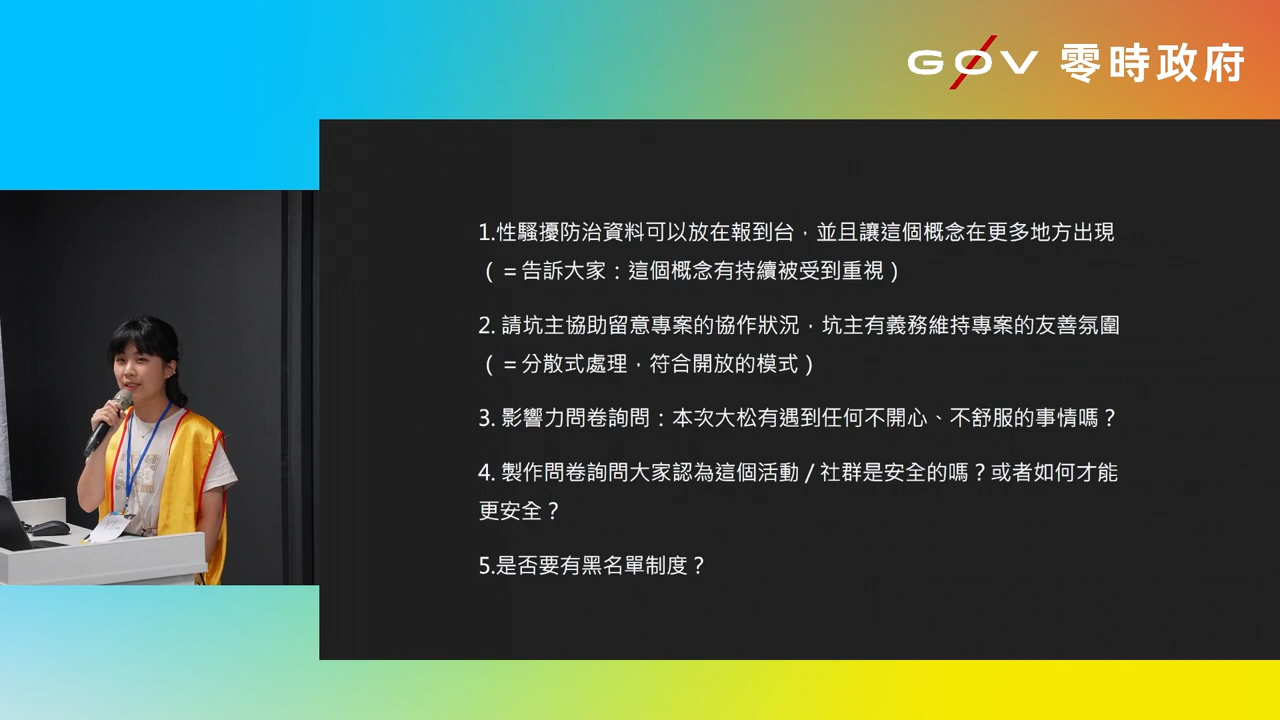 G0V 零時政府
1.性騷擾防治資料可以放在報到台，並且讓這個概念在更多地方出現
（＝告訴大家：這個概念有持續被受到重視）
2. 請坑主協助留意專案的協作狀況，坑主有義務維持專案的友善氛圍
（＝分散式處理，符合開放的模式）
3. 影響力問卷詢問：本次大松有遇到任何不開心、不舒服的事情嗎？
4. 製作問卷詢問大家認為這個活動 / 社群是安全的嗎？或者如何才能
更安全？
5.是否要有黑名單制度？